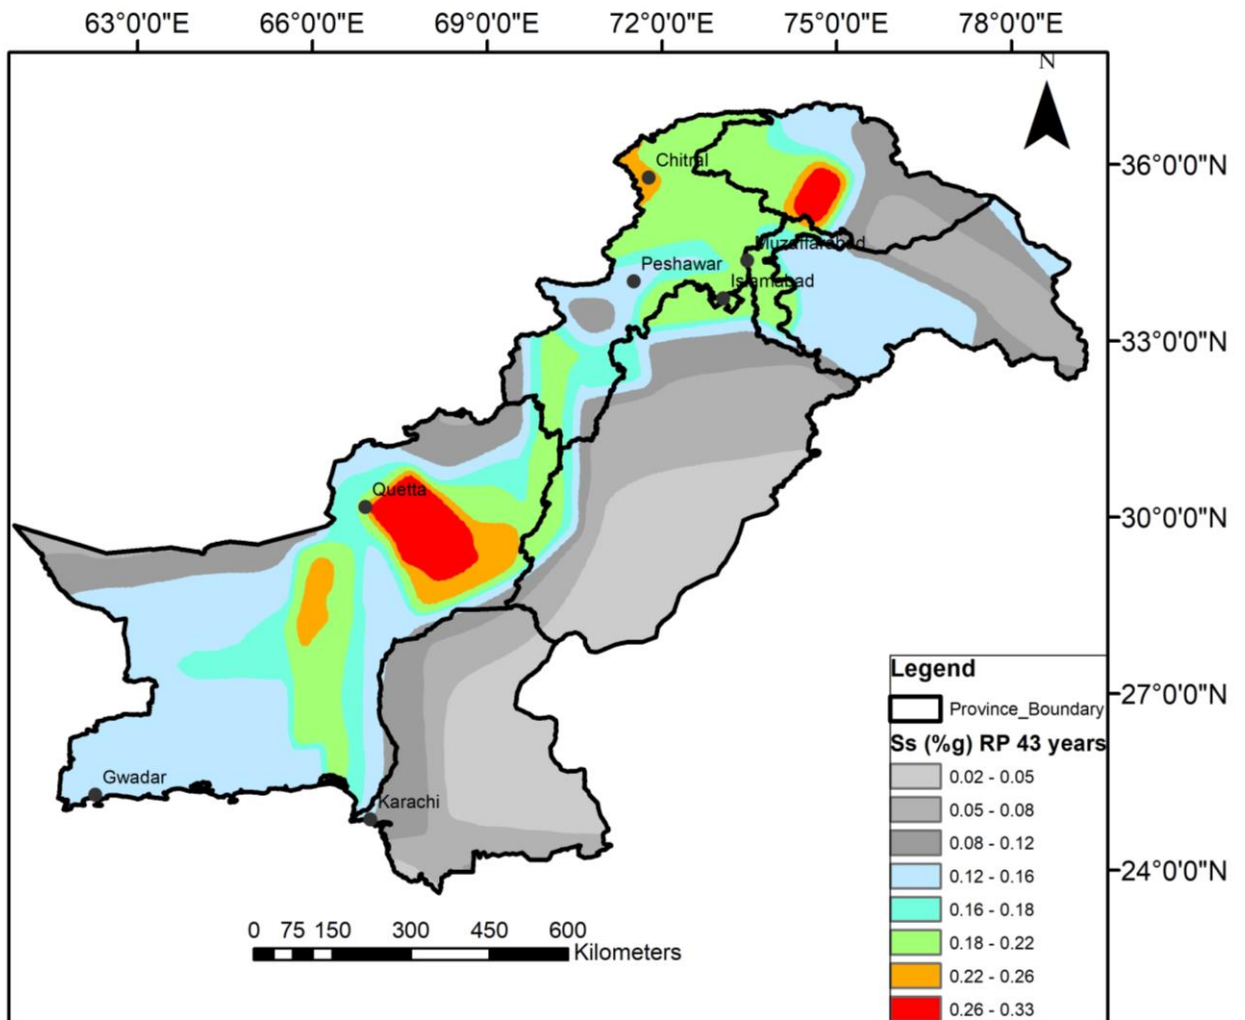 63°0'0"E 66°0'0"E 69°0'0"E 72°0'0"E 75°0'0"E 78°0'0"E
N
Chitral
36°0'0"N
Muzaffarabad
Peshawar
Islamabad
33°0'0"N
Quetta
30°0'0"N
Legend
Province_Boundary
27°0'0"N
Ss (%g) RP 43 years
Gwadar
0.02 - 0.05
Karachi
0.05 - 0.08
0.08 - 0.12
24°0'0"N
0.12 - 0.16
0.16 - 0.18
0 75 150 300 450 600
Kilometers
0.18 - 0.22
0.22 - 0.26
0.26 - 0.33